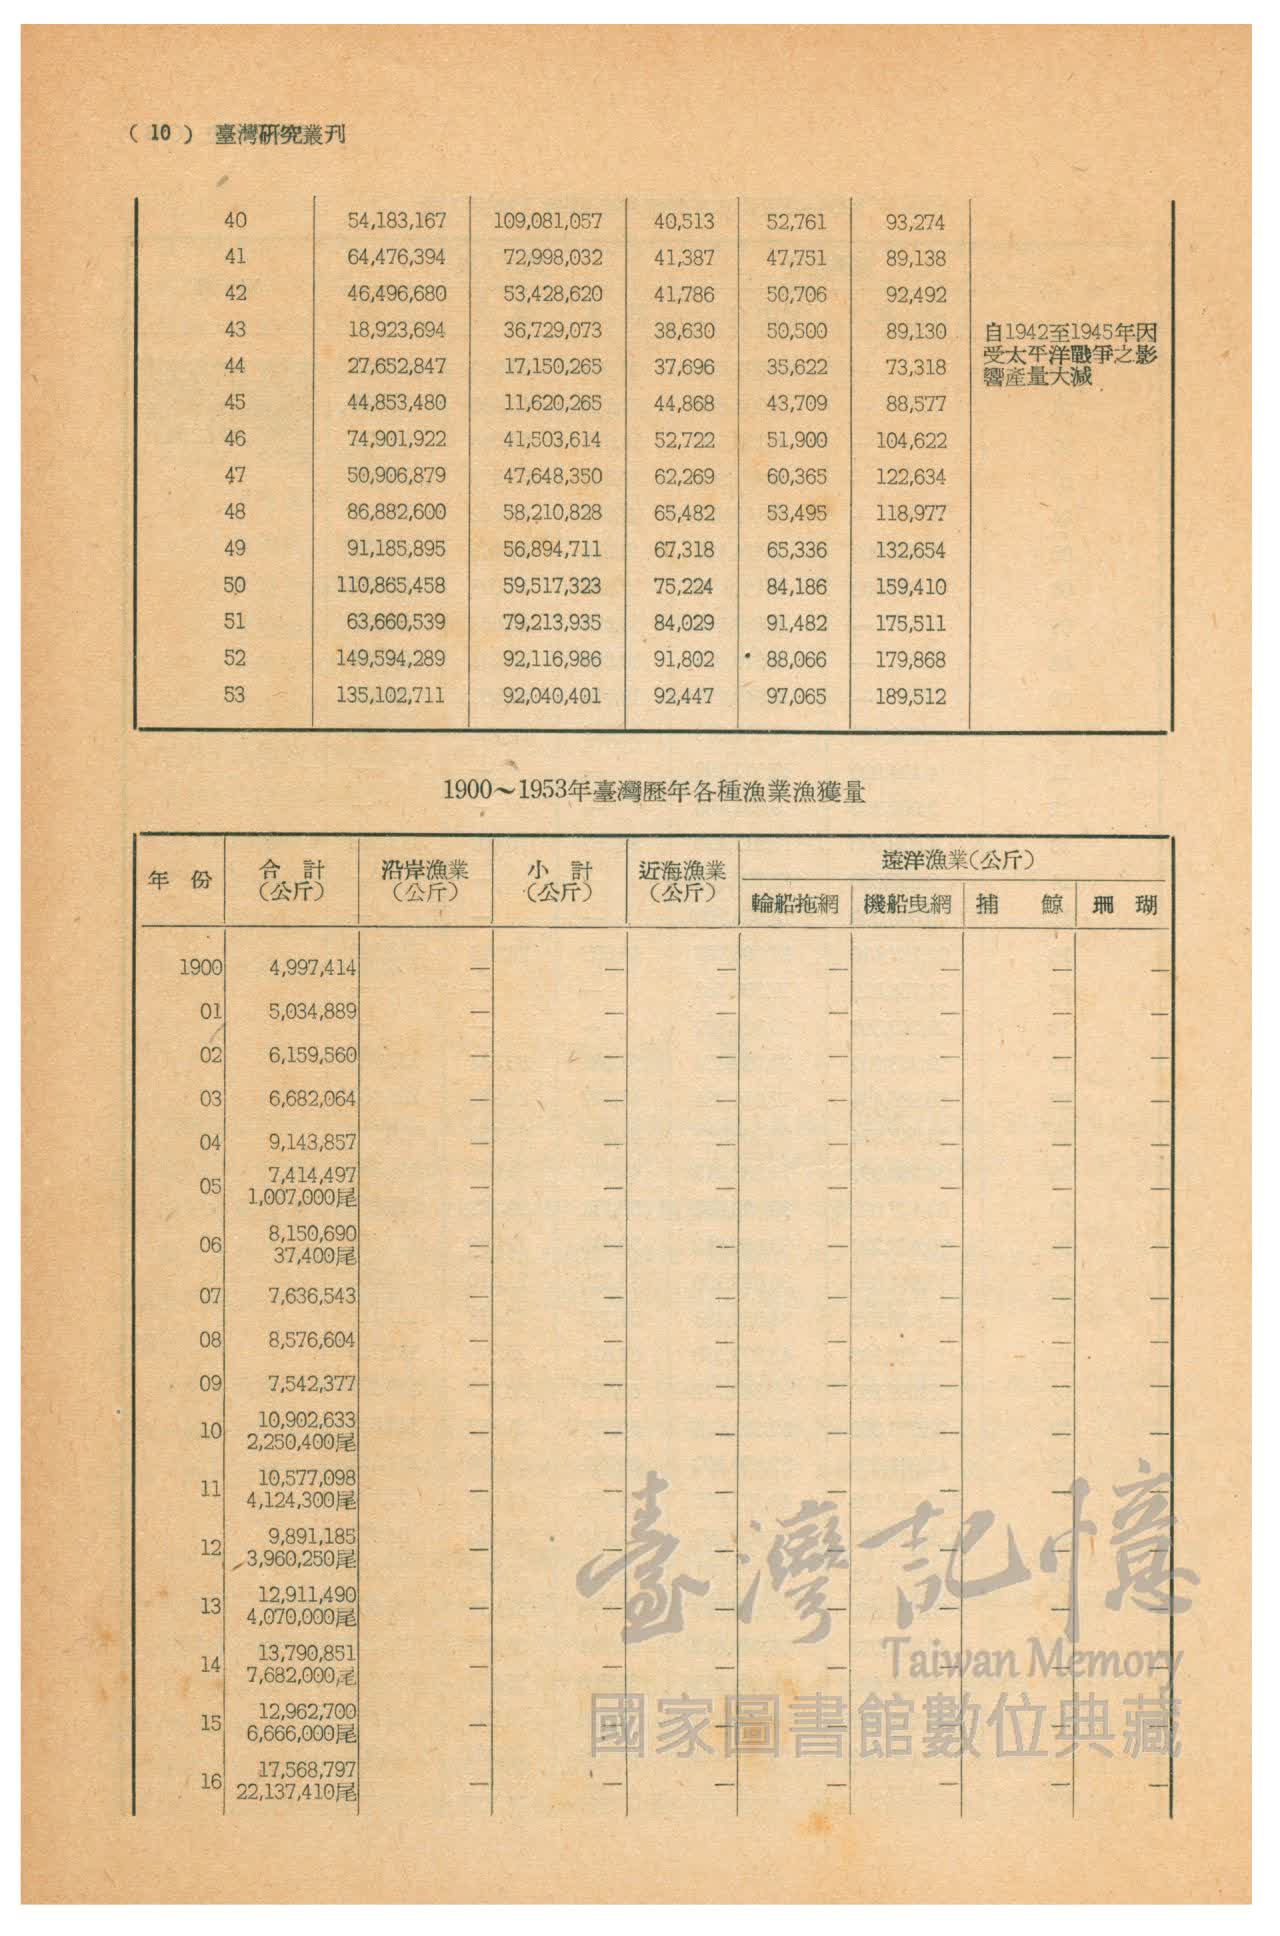 ( 10 ) 臺灣研究叢刊
40 54,183,167 109,081,057 40,513 52,761 93,274
41 64,476,394 72,998,032 41,387 47,751 89,138
42 46,496,680 53,428,620 41,786 50,706 92,492
43 18,923,694 36,729,073 38,630 50,500 89,130 自1942至1945年因
受太平洋戰爭之影
44 27,652,847 17,150,265 37,696 35,622 73,318 響產量大減
45 44,853,480 11,620,265 44,868 43,709 88,577
46 74,901,922 41,503,614 52,722 51,900 104,622
47 50,906,879 47,648,350 62,269 60,365 122,634
48 86,882,600 58,210,828 65,482 53,495 118,977
49 91,185,895 56,894,711 67,318 65,336 132,654
50 110,865,458 59,517,323 75,224 84,186 159,410
51 63,660,539 79,213,935 84,029 91,482 175,511
52 149,594,289 92,116,986 91,802 88,066 179,868
53 135,102,711 92,040,401 92,447 97,065 189,512
1900～1953年臺灣歷年各種漁業漁獲量
年 份 合 計 沿岸漁業 小 計 近海漁業 遠洋漁業(公斤)
(公斤) (公斤) (公斤) (公斤) 輪船拖網 機船曳網 捕 鯨 珊 瑚
1900 4,997,414 — — — — — — —
01 5,034,889 — — — — — — —
02 6,159,560 — — — — — — —
03 6,682,064 — — — — — — —
04 9,143,857 — — — — — — —
7,414,497
05 — — — — — — —
1,007,000尾
8,150,690
06 — — — — — — —
37,400尾
07 7,636,543 — — — — — — —
08 8,576,604 — — — — — — —
09 7,542,377 — — — — — — —
10,902,633
10 — — — — — — —
2,250,400尾
10,577,098
11 — — — — — — —
4,124,300尾
9,891,185
12 — — — — — — —
3,960,250尾
12,911,490
13 — — — — — — —
4,070,000尾
13,790,851
14 — — — — — — —
7,682,000尾
12,962,700
15 — — — — — — —
6,666,000尾
17,568,797
16 — — — — — — —
22,137,410尾
臺灣記憶
Taiwan Memory
國家圖書館數位典藏